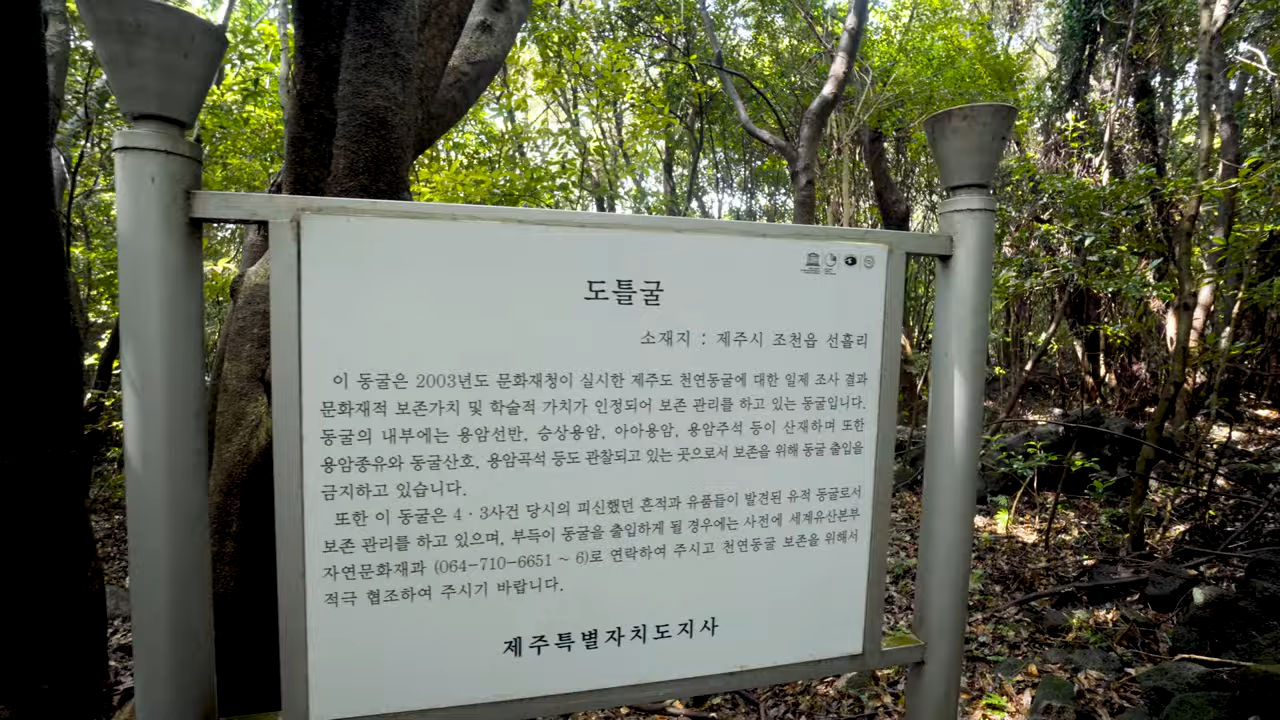 도틀굴
소재지 : 제주시 조천읍 선흘리
이 동굴은 2003년도 문화재청이 실시한 제주도 천연동굴에 대한 일제 조사 결과
문화재적 보존가치 및 학술적 가치가 인정되어 보존 관리를 하고 있는 동굴입니다.
동굴의 내부에는 용암선반, 승상용암, 아아용암, 용암주석 등이 산재하며 또한
용암종유와 동굴산호, 용암곡석 등도 관찰되고 있는 곳으로서 보존을 위해 동굴 출입을
금지하고 있습니다.
또한 이 동굴은 4·3사건 당시의 피신했던 흔적과 유품들이 발견된 유적 동굴로서
보존 관리를 하고 있으며, 부득이 동굴을 출입하게 될 경우에는 사전에 세계유산본부
자연문화재과 (064-710-6651 ~ 6)로 연락하여 주시고 천연동굴 보존을 위해서
적극 협조하여 주시기 바랍니다.
제주특별자치도지사